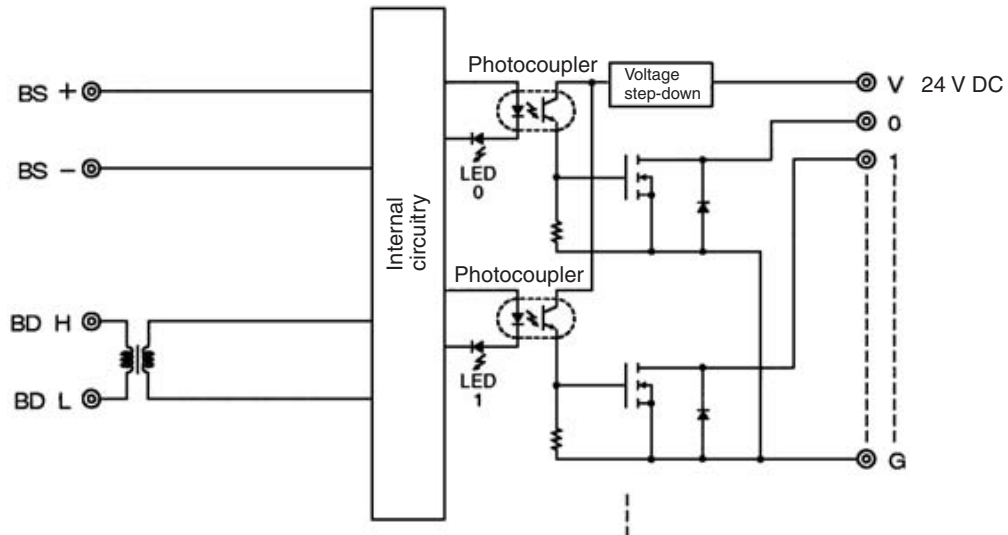 Photocoupler
Voltage
step-down
V 24 V DC
BS +
0
1
BS −
LED
0
Internal
circuitry
Photocoupler
BD H
LED
1
BD L
G